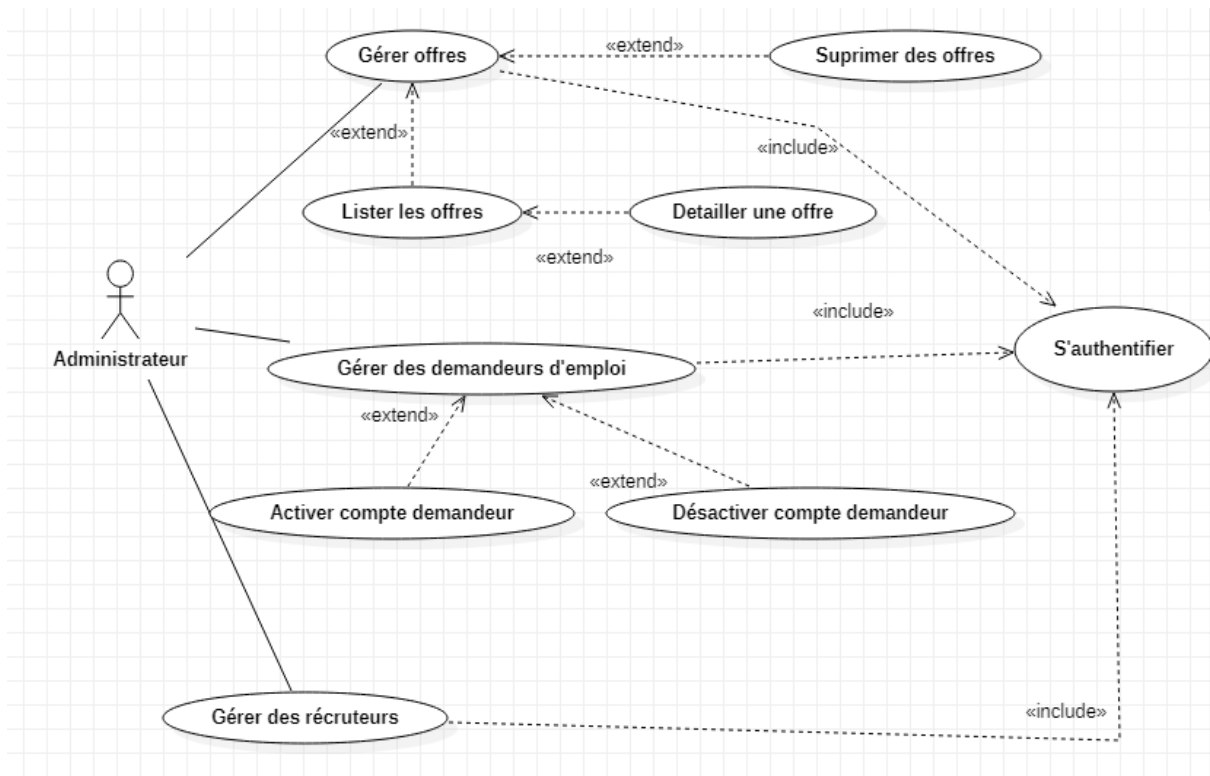 Gérer offres
«extend»
Suprimer des offres
«extend»
«include»
Lister les offres
Detailler une offre
«extend»
«include»
Administrateur
S'authentifier
Gérer des demandeurs d'emploi
«extend»
«extend»
Activer compte demandeur
Désactiver compte demandeur
Gérer des récruteurs
«include»